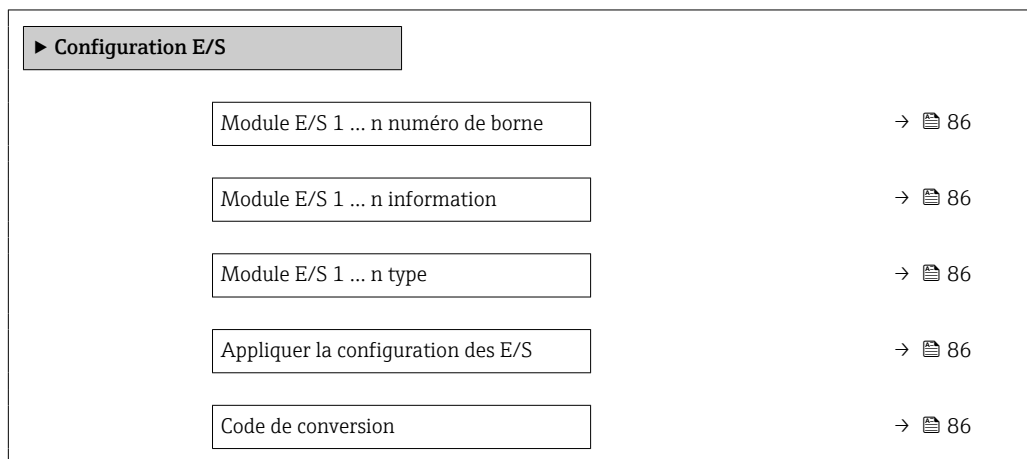 ▶ Configuration E/S
Module E/S 1 … n numéro de borne → 86
Module E/S 1 … n information → 86
Module E/S 1 … n type → 86
Appliquer la configuration des E/S → 86
Code de conversion → 86